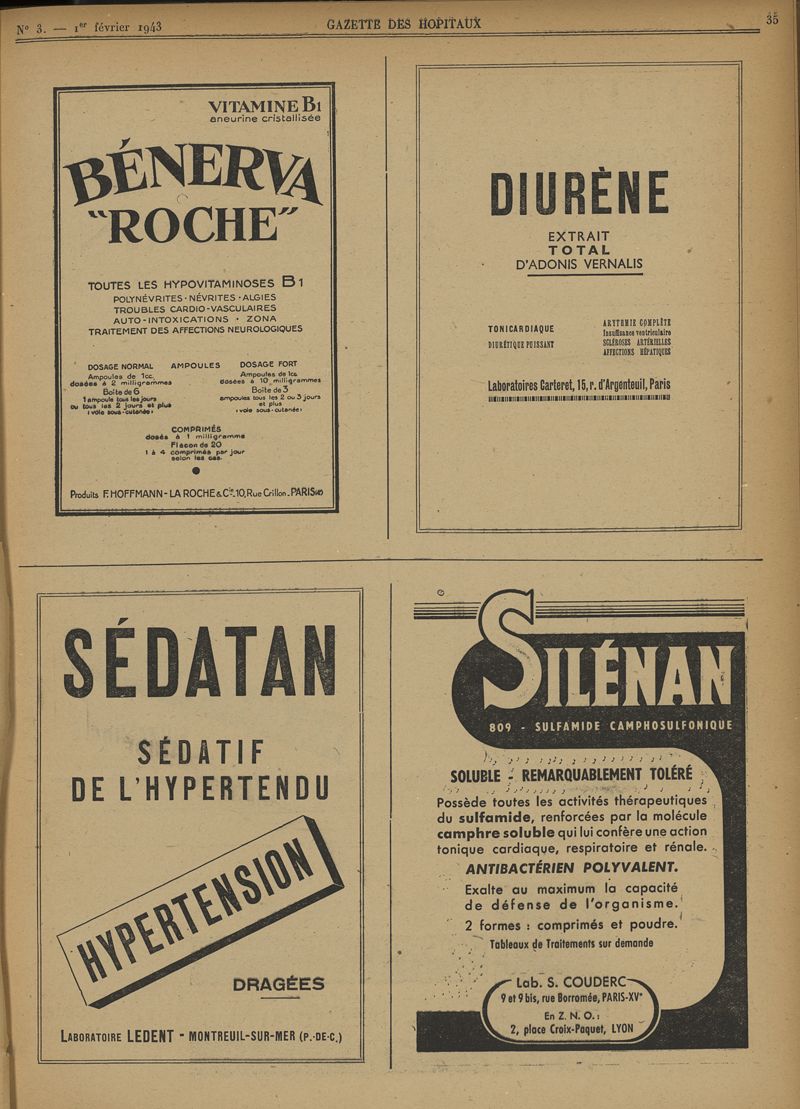 N° 3. — 1er février 1943
GAZETTE DES HOPITAUX
35
VITAMINE B1
aneurine cristallisée
BÉNERVA
"ROCHE"
TOUTES LES HYPOVITAMINOSES B1
POLYNÉVRITES · NÉVRITES · ALGIES
TROUBLES CARDIO-VASCULAIRES
AUTO-INTOXICATIONS · ZONA
TRAITEMENT DES AFFECTIONS NEUROLOGIQUES
DOSAGE NORMAL
Ampoules de 1cc.
dosées à 2 milligrammes
Boîte de 6
1 ampoule tous les jours
ou tous les 2 jours et plus
(voie sous-cutanée)
AMPOULES
DOSAGE FORT
Ampoules de 1cc
dosées à 10 milligrammes
Boîte de 3
ampoules tous les 2 ou 3 jours
et plus
(voie sous-cutanée)
COMPRIMÉS
dosés à 1 milligramme
Flacon de 20
1 à 4 comprimés par jour
selon les cas.
Produits F. HOFFMANN-LA ROCHE & Cie. 10, Rue Crillon. PARIS
DIURÈNE
EXTRAIT
TOTAL
D'ADONIS VERNALIS
TONICARDIAQUE
DIURÉTIQUE PUISSANT
ARYTHMIE COMPLÈTE
Insuffisance ventriculaire
SCLÉROSES ARTÉRIELLES
AFFECTIONS HÉPATIQUES
Laboratoires Carteret, 15, r. d'Argenteuil, Paris
SÉDATAN
SÉDATIF
DE L'HYPERTENDU
HYPERTENSION
DRAGÉES
LABORATOIRE LEDENT - MONTREUIL-SUR-MER (P.-DE-C.)
SILÉNAN
809 - SULFAMIDE CAMPHOSULFONIQUE
SOLUBLE - REMARQUABLEMENT TOLÉRÉ
Possède toutes les activités thérapeutiques
du sulfamide, renforcées par la molécule
camphre soluble qui lui confère une action
tonique cardiaque, respiratoire et rénale.
ANTIBACTÉRIEN POLYVALENT.
Exalte au maximum la capacité
de défense de l'organisme.
2 formes : comprimés et poudre.
Tableaux de Traitements sur demande
Lab. S. COUDERC
9 et 9 bis, rue Borromée, PARIS-XVe
En Z. N. O. :
2, place Croix-Paquet, LYON